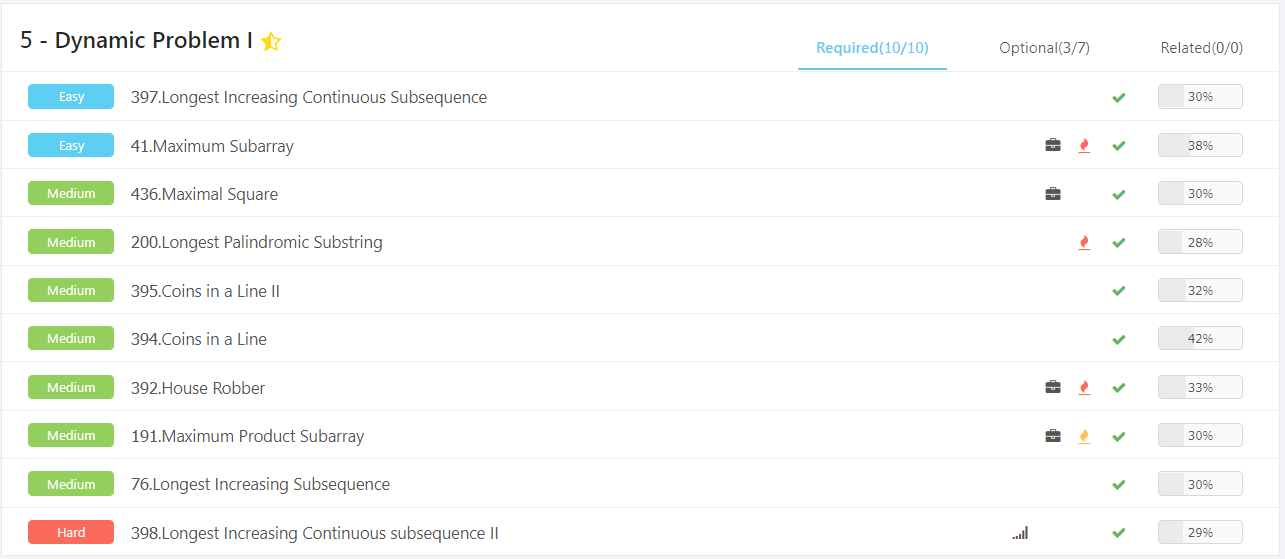 5 - Dynamic Problem I Required(10/10) Optional(3/7) Related(0/0)
Easy 397.Longest Increasing Continuous Subsequence 30%
Easy 41.Maximum Subarray 38%
Medium 436.Maximal Square 30%
Medium 200.Longest Palindromic Substring 28%
Medium 395.Coins in a Line II 32%
Medium 394.Coins in a Line 42%
Medium 392.House Robber 33%
Medium 191.Maximum Product Subarray 30%
Medium 76.Longest Increasing Subsequence 30%
Hard 398.Longest Increasing Continuous subsequence II 29%